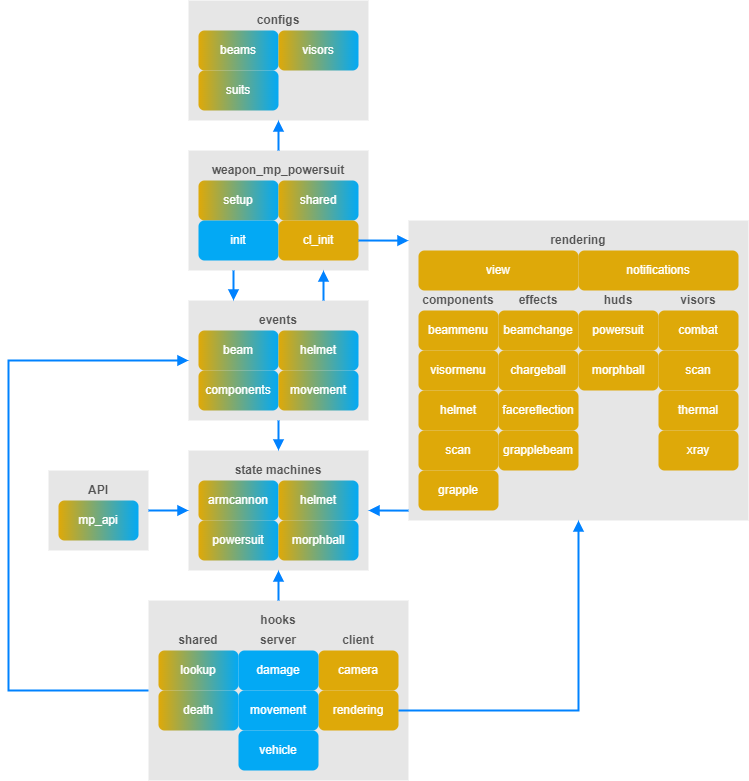 configs
beams visors
suits
weapon_mp_powersuit
setup shared
init cl_init
rendering
view notifications
components effects huds visors
beammenu beamchange powersuit combat
visormenu chargeball morphball scan
helmet facereflection thermal
scan grapplebeam xray
grapple
events
beam helmet
components movement
state machines
armcannon helmet
powersuit morphball
API
mp_api
hooks
shared server client
lookup damage camera
death movement rendering
vehicle